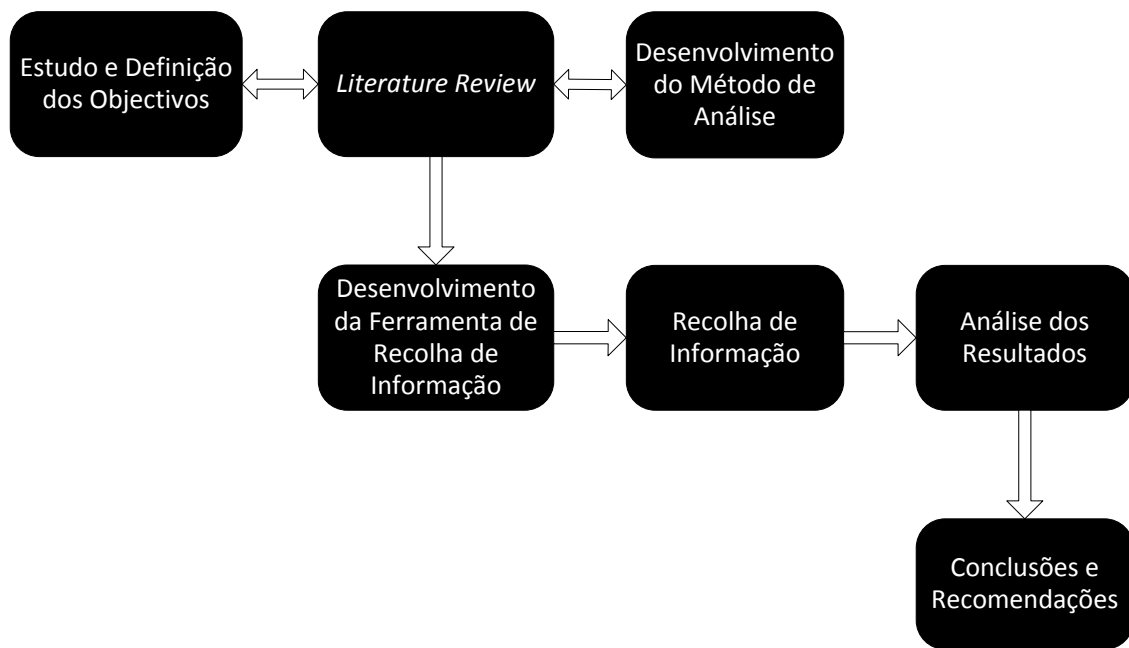 Estudo e Definição
dos Objectivos
Literature Review
Desenvolvimento
do Método de
Análise
Desenvolvimento
da Ferramenta de
Recolha de
Informação
Recolha de
Informação
Análise dos
Resultados
Conclusões e
Recomendações